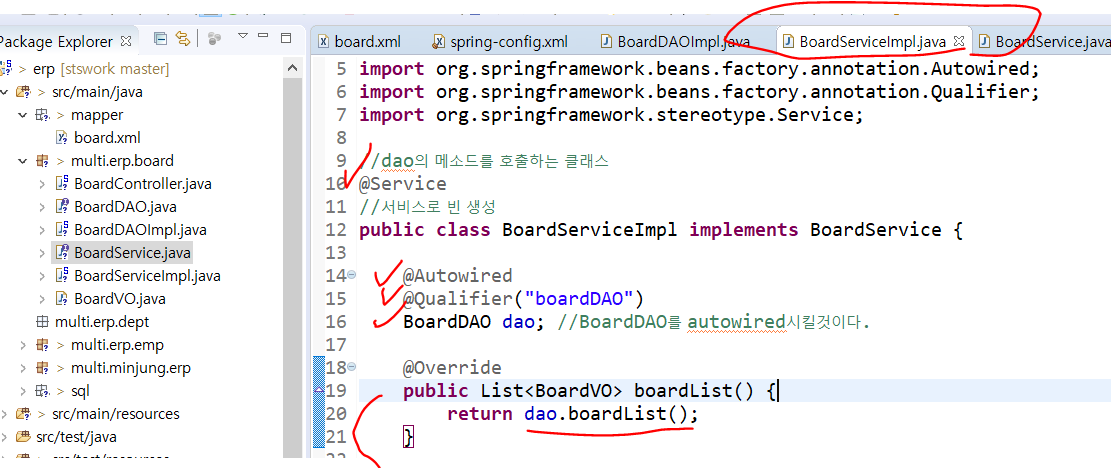 Package Explorer
board.xml
spring-config.xml
BoardDAOImpl.java
BoardServiceImpl.java
BoardService.java
> erp [stswork master]
> src/main/java
> mapper
board.xml
> multi.erp.board
> BoardController.java
> BoardDAO.java
> BoardDAOImpl.java
> BoardService.java
> BoardServiceImpl.java
> BoardVO.java
multi.erp.dept
> multi.erp.emp
> multi.minjung.erp
> sql
> src/main/resources
src/test/java
> src/test/resources
5 import org.springframework.beans.factory.annotation.Autowired;
6 import org.springframework.beans.factory.annotation.Qualifier;
7 import org.springframework.stereotype.Service;
8
9 //dao의 메소드를 호출하는 클래스
10 @Service
11 //서비스로 빈 생성
12 public class BoardServiceImpl implements BoardService {
13
14 @Autowired
15 @Qualifier("boardDAO")
16 BoardDAO dao; //BoardDAO를 autowired시킬것이다.
17
18 @Override
19 public List<BoardVO> boardList() {
20 return dao.boardList();
21 }